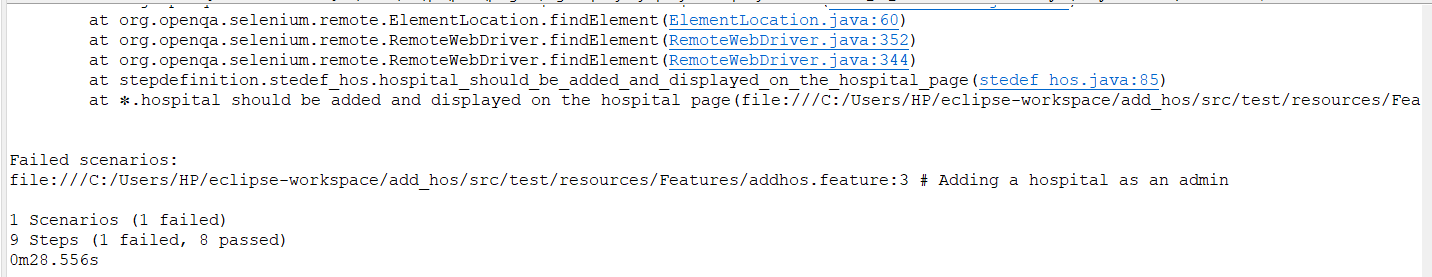 at org.openqa.selenium.remote.ElementLocation.findElement(ElementLocation.java:60)
at org.openqa.selenium.remote.RemoteWebDriver.findElement(RemoteWebDriver.java:352)
at org.openqa.selenium.remote.RemoteWebDriver.findElement(RemoteWebDriver.java:344)
at stepdefinition.stedef_hos.hospital_should_be_added_and_displayed_on_the_hospital_page(stedef_hos.java:85)
at *.hospital should be added and displayed on the hospital page(file:///C:/Users/HP/eclipse-workspace/add_hos/src/test/resources/Fea
Failed scenarios:
file:///C:/Users/HP/eclipse-workspace/add_hos/src/test/resources/Features/addhos.feature:3 # Adding a hospital as an admin
1 Scenarios (1 failed)
9 Steps (1 failed, 8 passed)
0m28.556s